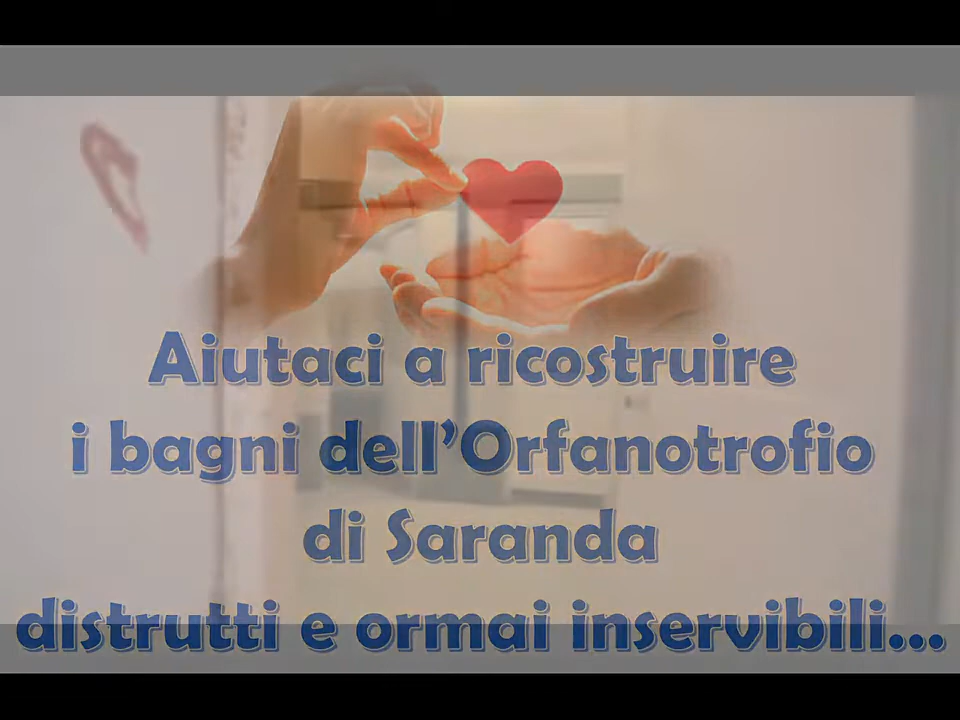 Aiutaci a ricostruire
i bagni dell'Orfanotrofio
di Saranda
distrutti e ormai inservibili...